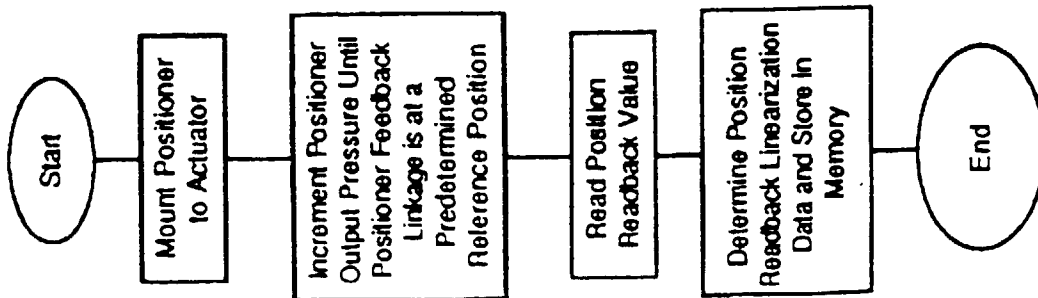 Start
Mount Positioner
to Actuator
Increment Positioner
Output Pressure Until
Positioner Feedback
Linkage is at a
Predetermined
Reference Position
Read Position
Readback Value
Determine Position
Readback Linearization
Data and Store In
Memory
End